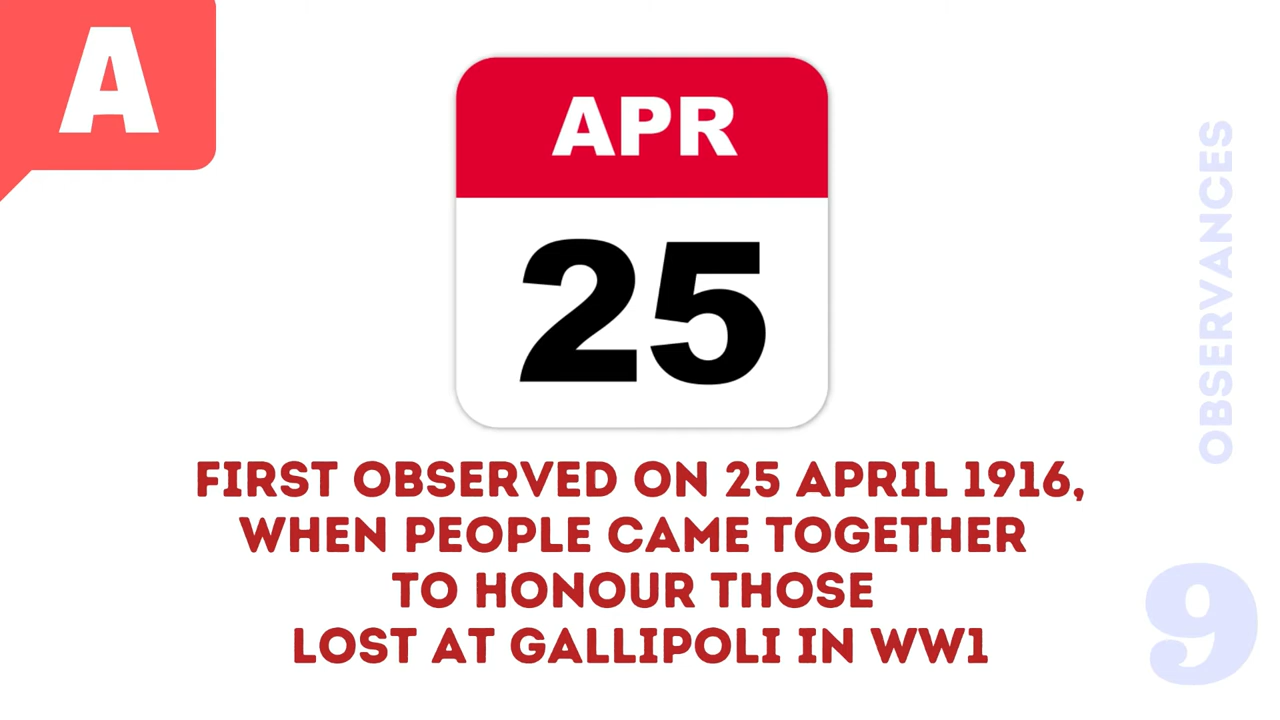 A
APR
25
FIRST OBSERVED ON 25 APRIL 1916,
WHEN PEOPLE CAME TOGETHER
TO HONOUR THOSE
LOST AT GALLIPOLI IN WW1
OBSERVANCES
9